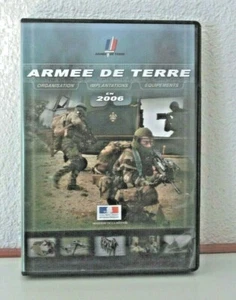 ARMEE DE TERRE
ORGANISATION IMPLANTATIONS EQUIPEMENTS
EN
2006